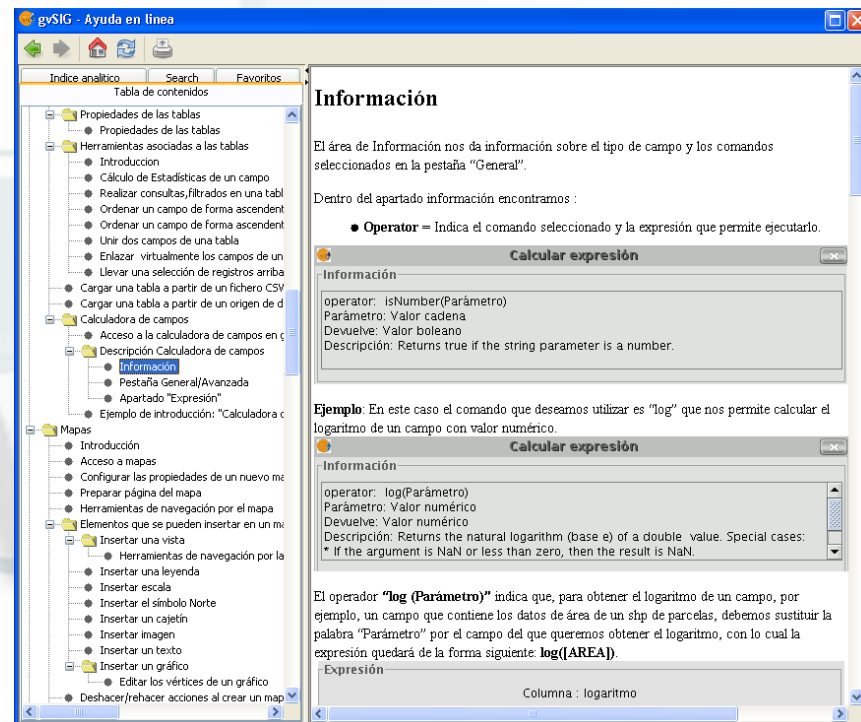 gvSIG - Ayuda en linea
Indice analitico Search Favoritos
Tabla de contenidos
Propiedades de las tablas
Propiedades de las tablas
Herramientas asociadas a las tablas
Introduccion
Cálculo de Estadísticas de un campo
Realizar consultas,filtrados en una tabl
Ordenar un campo de forma ascendent
Ordenar un campo de forma ascendent
Unir dos campos de una tabla
Enlazar virtualmente los campos de un
Llevar una selección de registros arriba
Cargar una tabla a partir de un fichero CSV
Cargar una tabla a partir de un origen de d
Calculadora de campos
Acceso a la calculadora de campos en g
Descripción Calculadora de campos
Información
Pestaña General/Avanzada
Apartado "Expresión"
Ejemplo de introducción: "Calculadora c
Mapas
Introducción
Acceso a mapas
Configurar las propiedades de un nuevo ma
Preparar página del mapa
Herramientas de navegación por el mapa
Elementos que se pueden insertar en un ma
Insertar una vista
Herramientas de navegación por la
Insertar una leyenda
Insertar escala
Insertar el símbolo Norte
Insertar un cajetín
Insertar imagen
Insertar un texto
Insertar un gráfico
Editar los vértices de un gráfico
Deshacer/rehacer acciones al crear un map
Información
El área de Información nos da información sobre el tipo de campo y los comandos
seleccionados en la pestaña “General”.
Dentro del apartado información encontramos :
● Operator = Indica el comando seleccionado y la expresión que permite ejecutarlo.
Calcular expresión
Información
operator: isNumber(Parámetro)
Parámetro: Valor cadena
Devuelve: Valor boleano
Descripción: Returns true if the string parameter is a number.
Ejemplo: En este caso el comando que deseamos utilizar es “log” que nos permite calcular el
logaritmo de un campo con valor numérico.
Calcular expresión
Información
operator: log(Parámetro)
Parámetro: Valor numérico
Devuelve: Valor numérico
Descripción: Returns the natural logarithm (base e) of a double value. Special cases:
* If the argument is NaN or less than zero, then the result is NaN.
El operador “log (Parámetro)” indica que, para obtener el logaritmo de un campo, por
ejemplo, un campo que contiene los datos de área de un shp de parcelas, debemos sustituir la
palabra “Parámetro” por el campo del que queremos obtener el logaritmo, con lo cual la
expresión quedará de la forma siguiente: log([AREA]).
Expresión
Columna : logaritmo